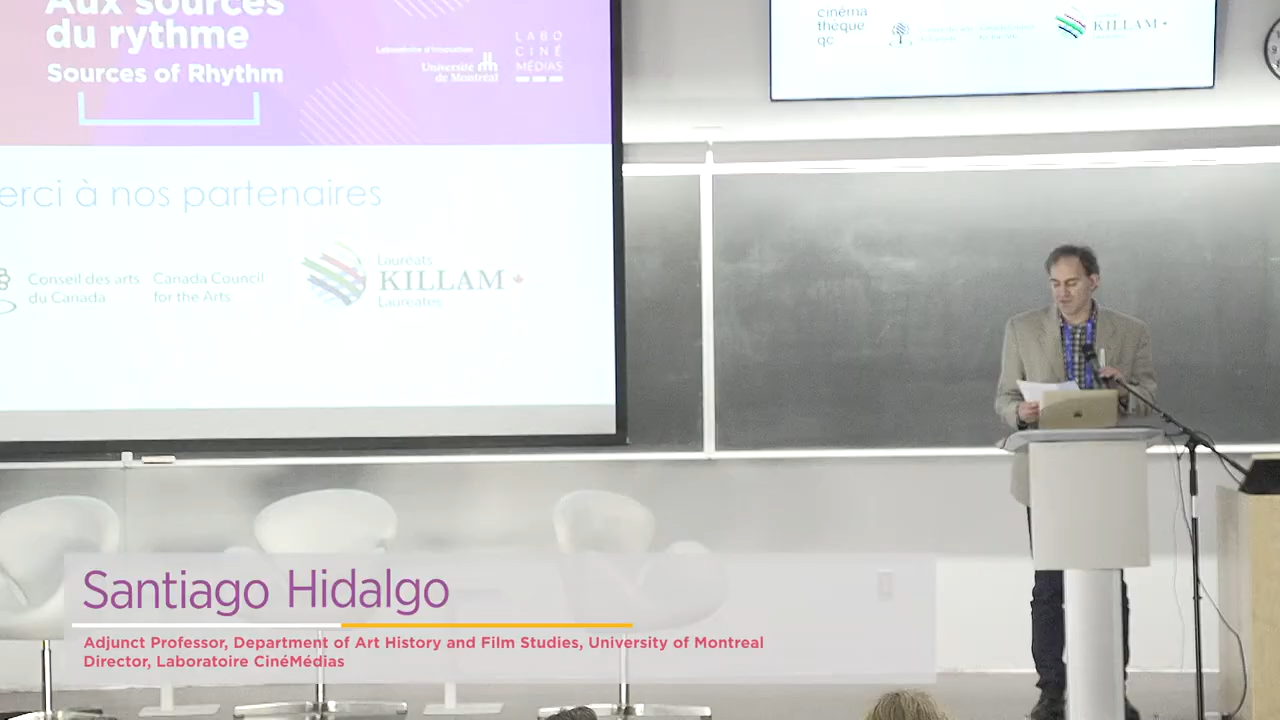 Aux sources
du rythme
Sources of Rhythm
Laboratoire d'innovation
Université
de Montréal
LABO
CINÉ
MÉDIAS
erci à nos partenaires
Conseil des arts
du Canada
Canada Council
for the Arts
Lauréats
KILLAM
Laureates
cinéma
thèque
qc
KILLAM
Santiago Hidalgo
Adjunct Professor, Department of Art History and Film Studies, University of Montreal
Director, Laboratoire CinéMédias